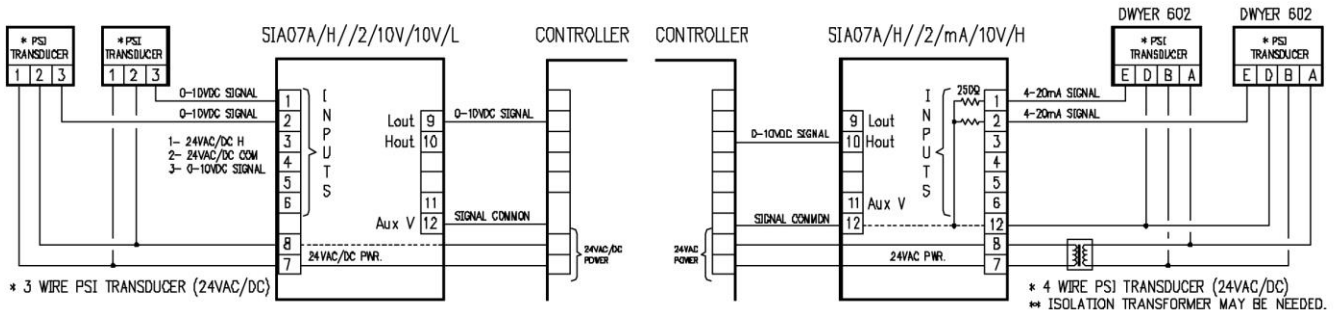 DWYER 602 DWYER 602
SIA07A/H//2/10V/10V/L CONTROLLER CONTROLLER SIA07A/H//2/mA/10V/H
* PSI TRANSDUCER
1 2 3
* PSI TRANSDUCER
1 2 3
0-10VDC SIGNAL
0-10VDC SIGNAL
1- 24VAC/DC H
2- 24VAC/DC COM
3- 0-10VDC SIGNAL
1
2
3
4
5
6
8
7
INPUTS
Lout 9
Hout 10
11
Aux V 12
24VAC/DC PWR.
0-10VDC SIGNAL
SIGNAL COMMON
24VAC/DC
POWER
* 3 WIRE PSI TRANSDUCER (24VAC/DC)
0-10VDC SIGNAL
SIGNAL COMMON
24VAC
POWER
9 Lout
10 Hout
11 Aux V
12
INPUTS
250Ω
1
2
3
4
5
6
12
8
7
24VAC PWR.
4-20mA SIGNAL
4-20mA SIGNAL
* PSI
TRANSDUCER
E D B A
* PSI
TRANSDUCER
E D B A
* 4 WIRE PSI TRANSDUCER (24VAC/DC)
** ISOLATION TRANSFORMER MAY BE NEEDED.